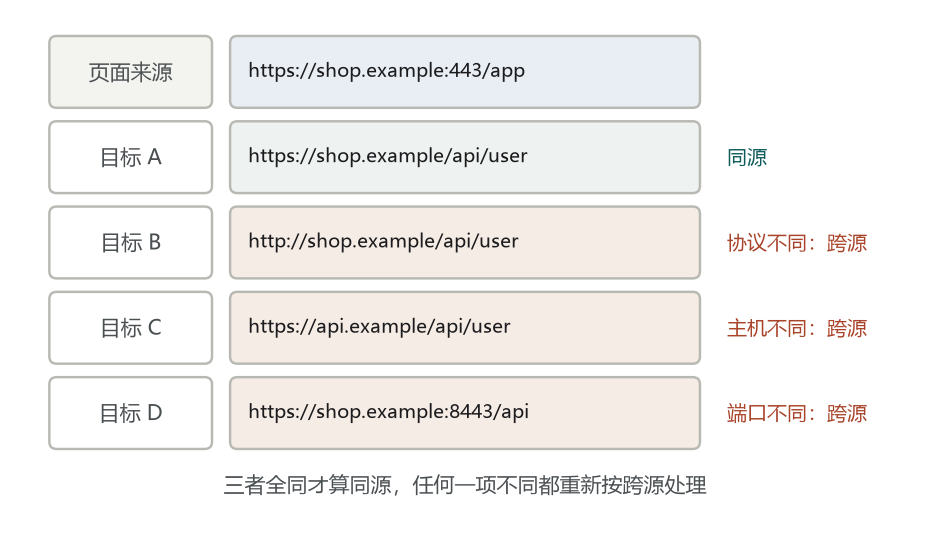 页面来源 https://shop.example:443/app
目标 A https://shop.example/api/user 同源
目标 B http://shop.example/api/user 协议不同：跨源
目标 C https://api.example/api/user 主机不同：跨源
目标 D https://shop.example:8443/api 端口不同：跨源
三者全同才算同源，任何一项不同都重新按跨源处理